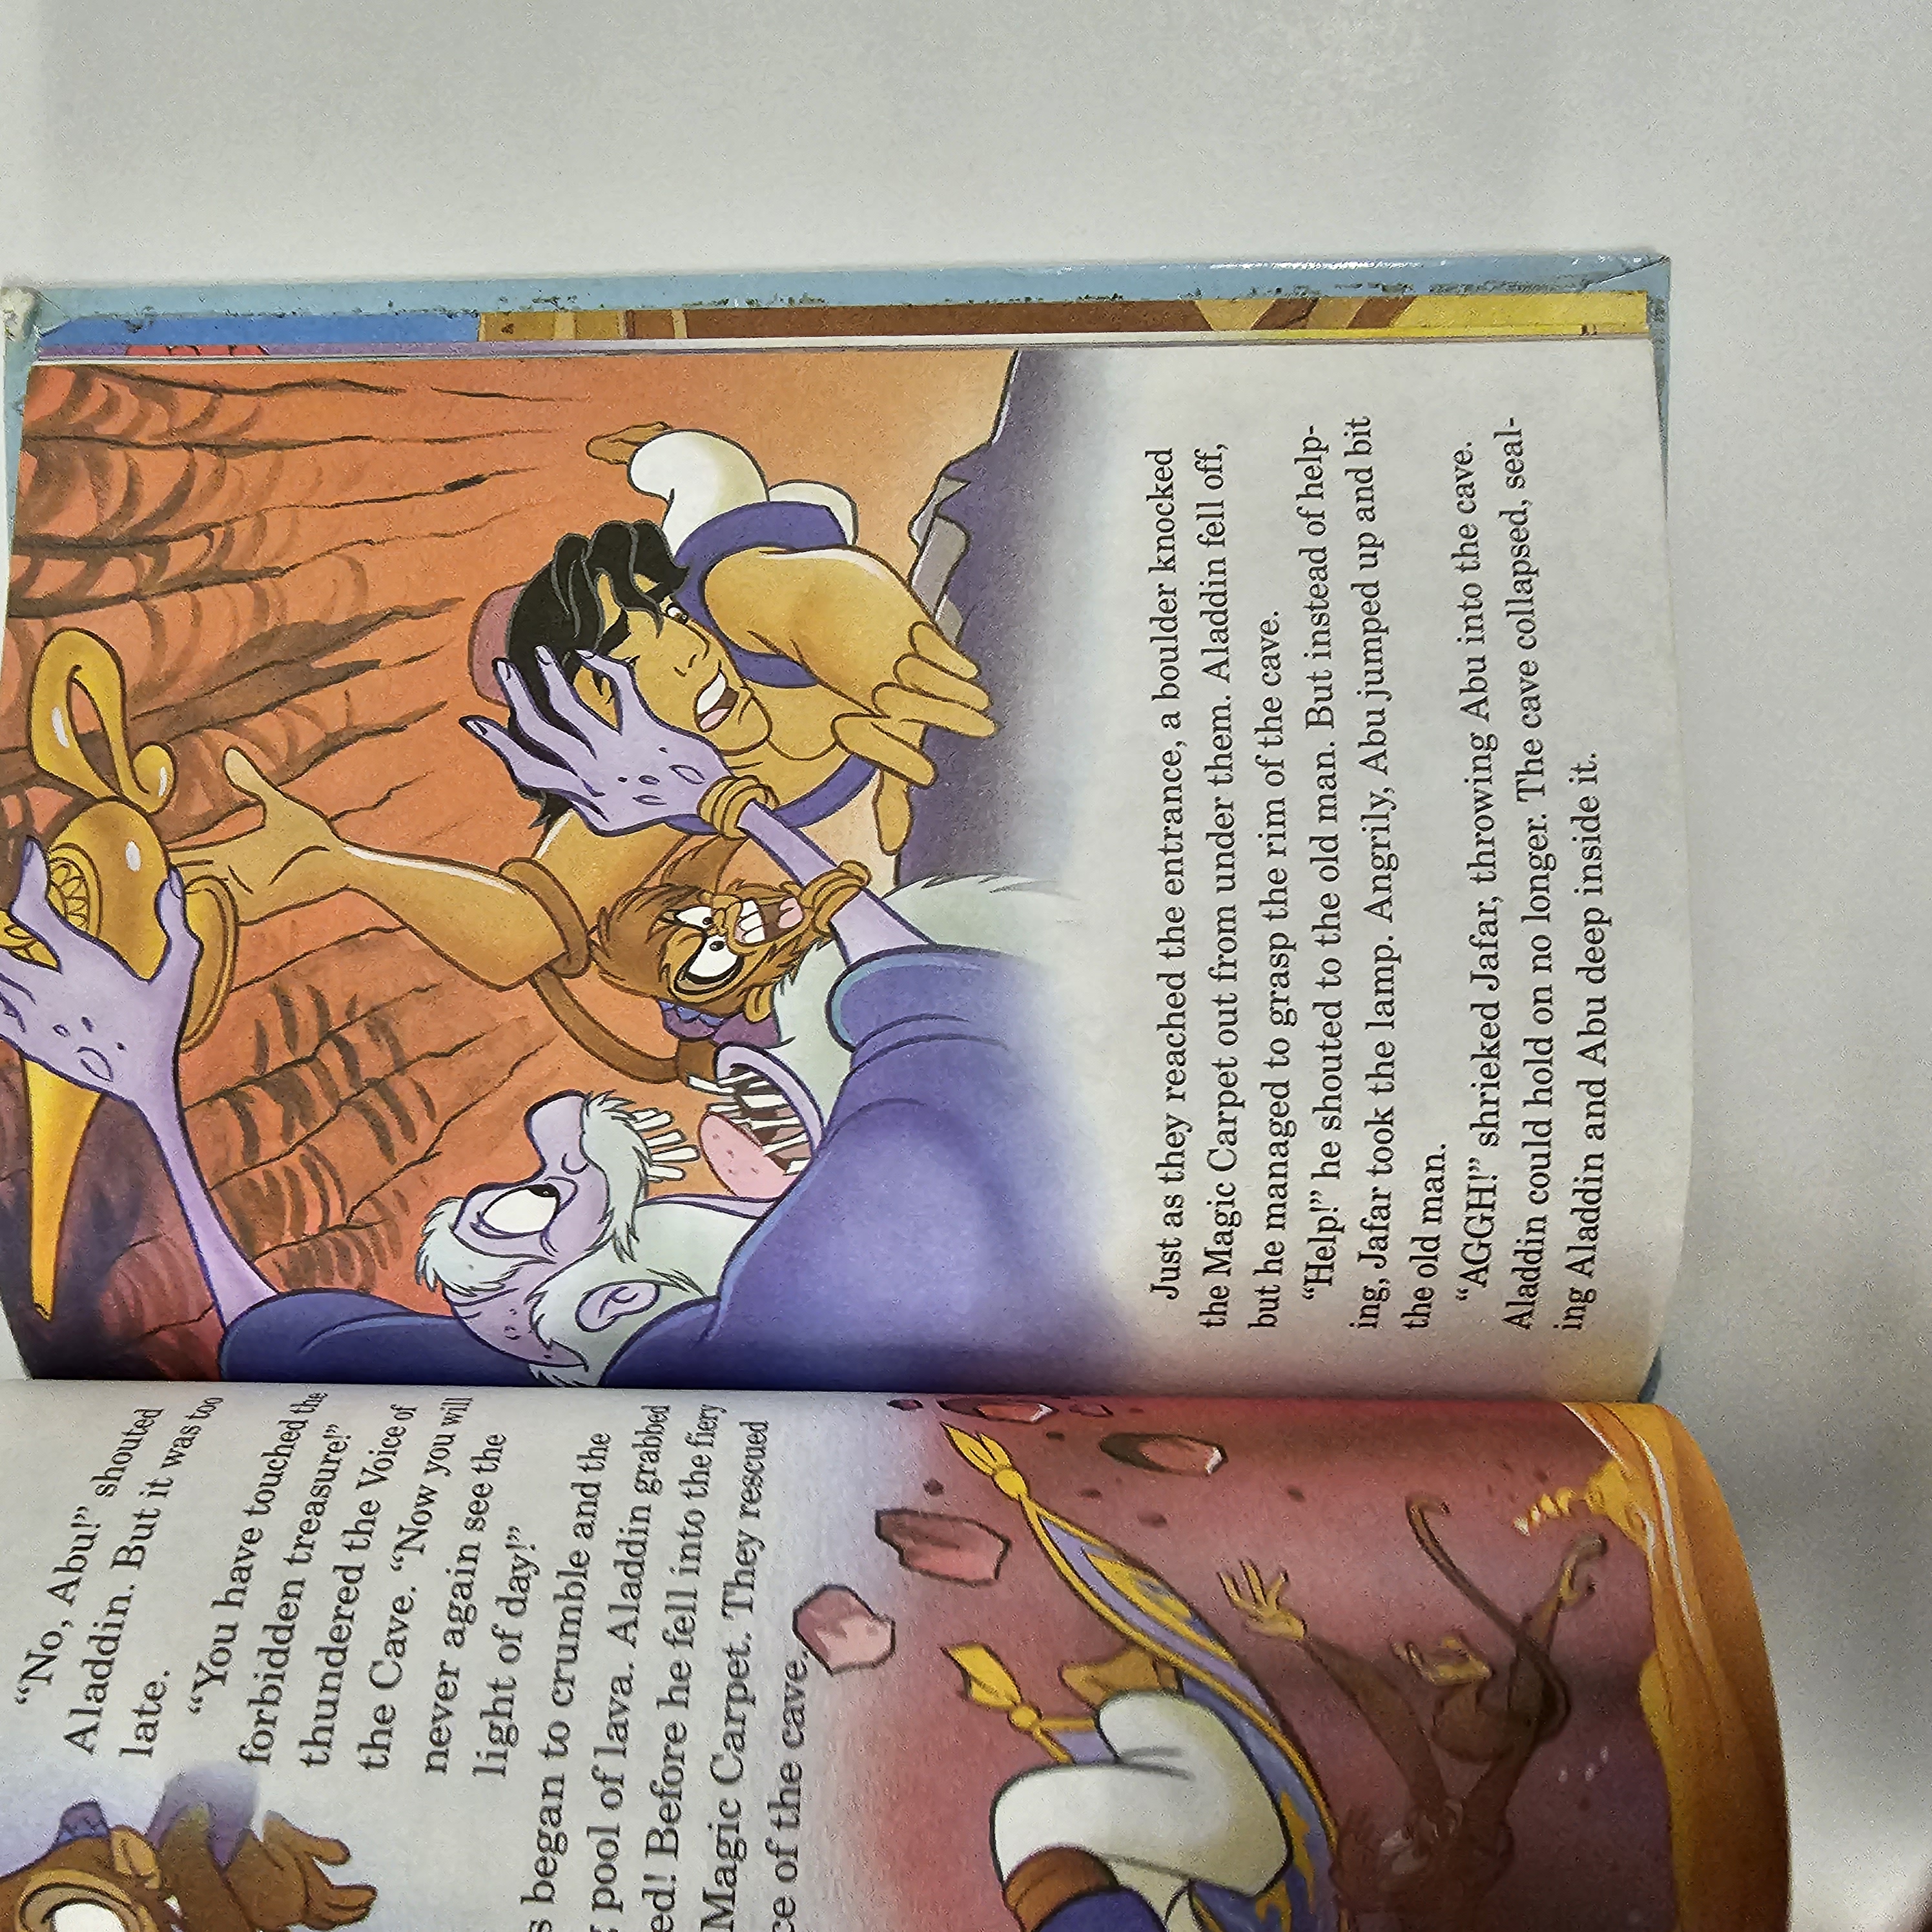 “No, Abu!” shouted
Aladdin. But it was too
late.
“You have touched the
forbidden treasure!”
thundered the Voice of
the Cave. “Now you will
never again see the
light of day!”
began to crumble and the
pool of lava. Aladdin grabbed
Before he fell into the fiery
Magic Carpet. They rescued
of the cave.
Just as they reached the entrance, a boulder knocked
the Magic Carpet out from under them. Aladdin fell off,
but he managed to grasp the rim of the cave.
“Help!” he shouted to the old man. But instead of help-
ing, Jafar took the lamp. Angrily, Abu jumped up and bit
the old man.
“AGGH!” shrieked Jafar, throwing Abu into the cave.
Aladdin could hold on no longer. The cave collapsed, seal-
ing Aladdin and Abu deep inside it.